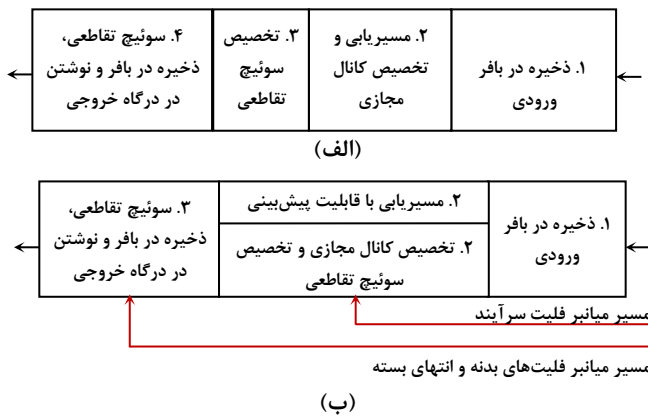 ۱. ذخیره در بافر
ورودی
۲. مسیریابی و
تخصیص کانال
مجازی
۳. تخصیص
سوئیچ
تقاطعی
۴. سوئیچ تقاطعی،
ذخیره در بافر و نوشتن
در درگاه خروجی
(الف)
۱. ذخیره در بافر
ورودی
۲. مسیریابی با قابلیت پیش‌بینی
۲. تخصیص کانال مجازی و تخصیص
سوئیچ تقاطعی
۳. سوئیچ تقاطعی،
ذخیره در بافر و نوشتن
در درگاه خروجی
مسیر میانبر فلیت سرآیند
مسیر میانبر فلیت‌های بدنه و انتهای بسته
(ب)